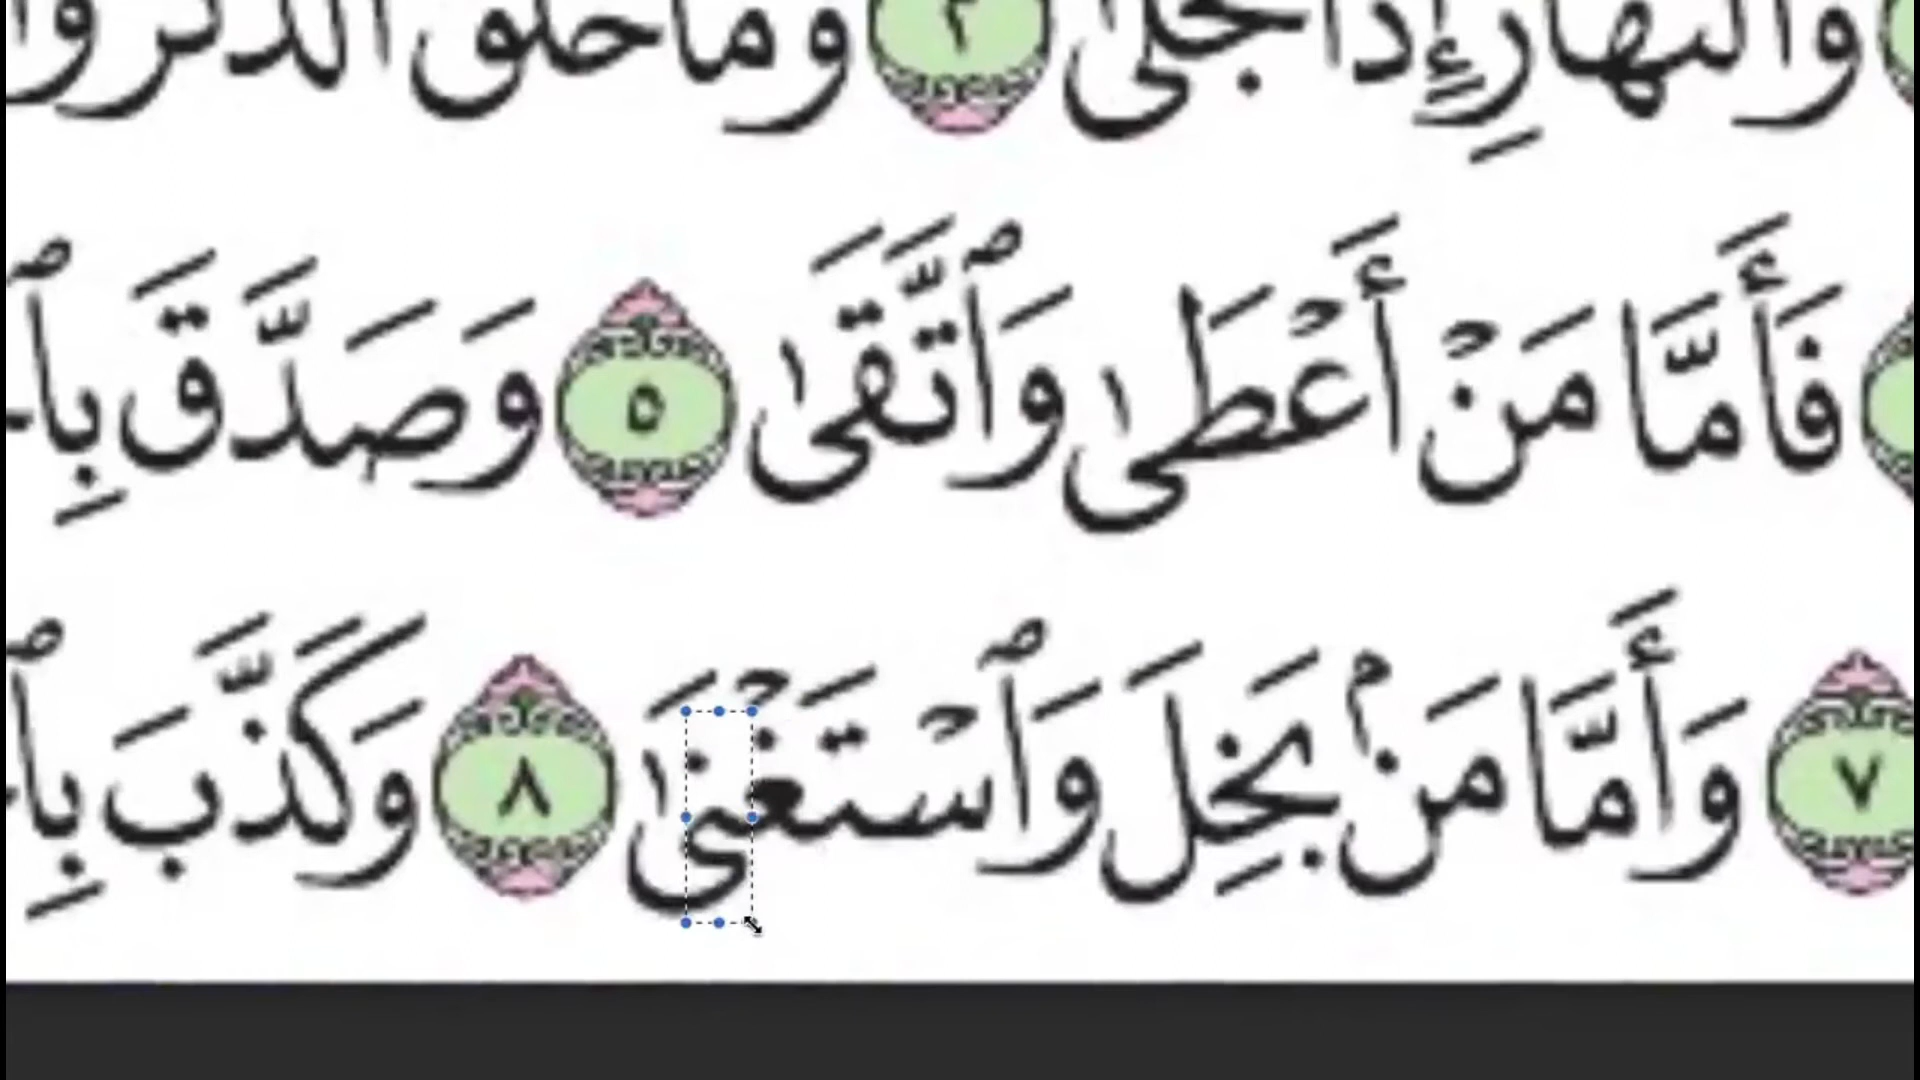 وَٱلنَّهَارِ إِذَا تَجَلَّىٰ ٢ وَمَا خَلَقَ ٱلذَّكَرَ وَٱ
فَأَمَّا مَنۡ أَعۡطَىٰ وَٱتَّقَىٰ ٥ وَصَدَّقَ بِٱ
٧ وَأَمَّا مَنۢ بَخِلَ وَٱسۡتَغۡنَىٰ ٨ وَكَذَّبَ بِٱ